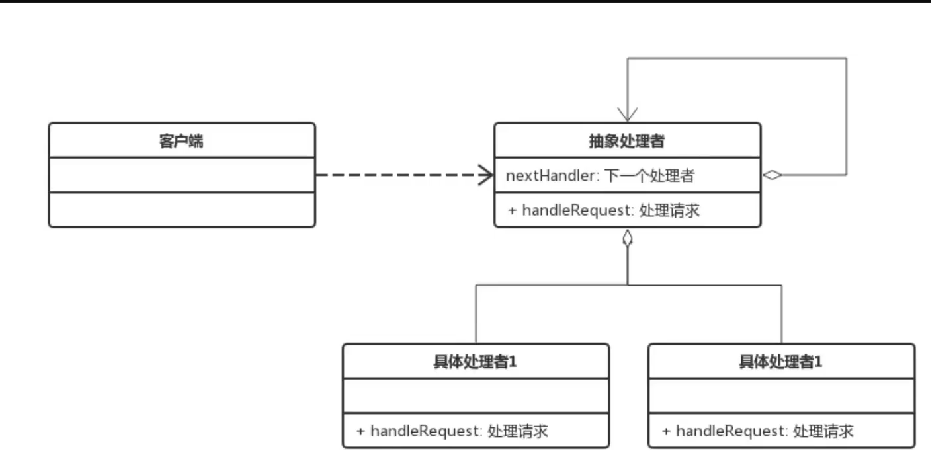 客户端
抽象处理者
nextHandler: 下一个处理者
+ handleRequest: 处理请求
具体处理者1
具体处理者1
+ handleRequest: 处理请求
+ handleRequest: 处理请求